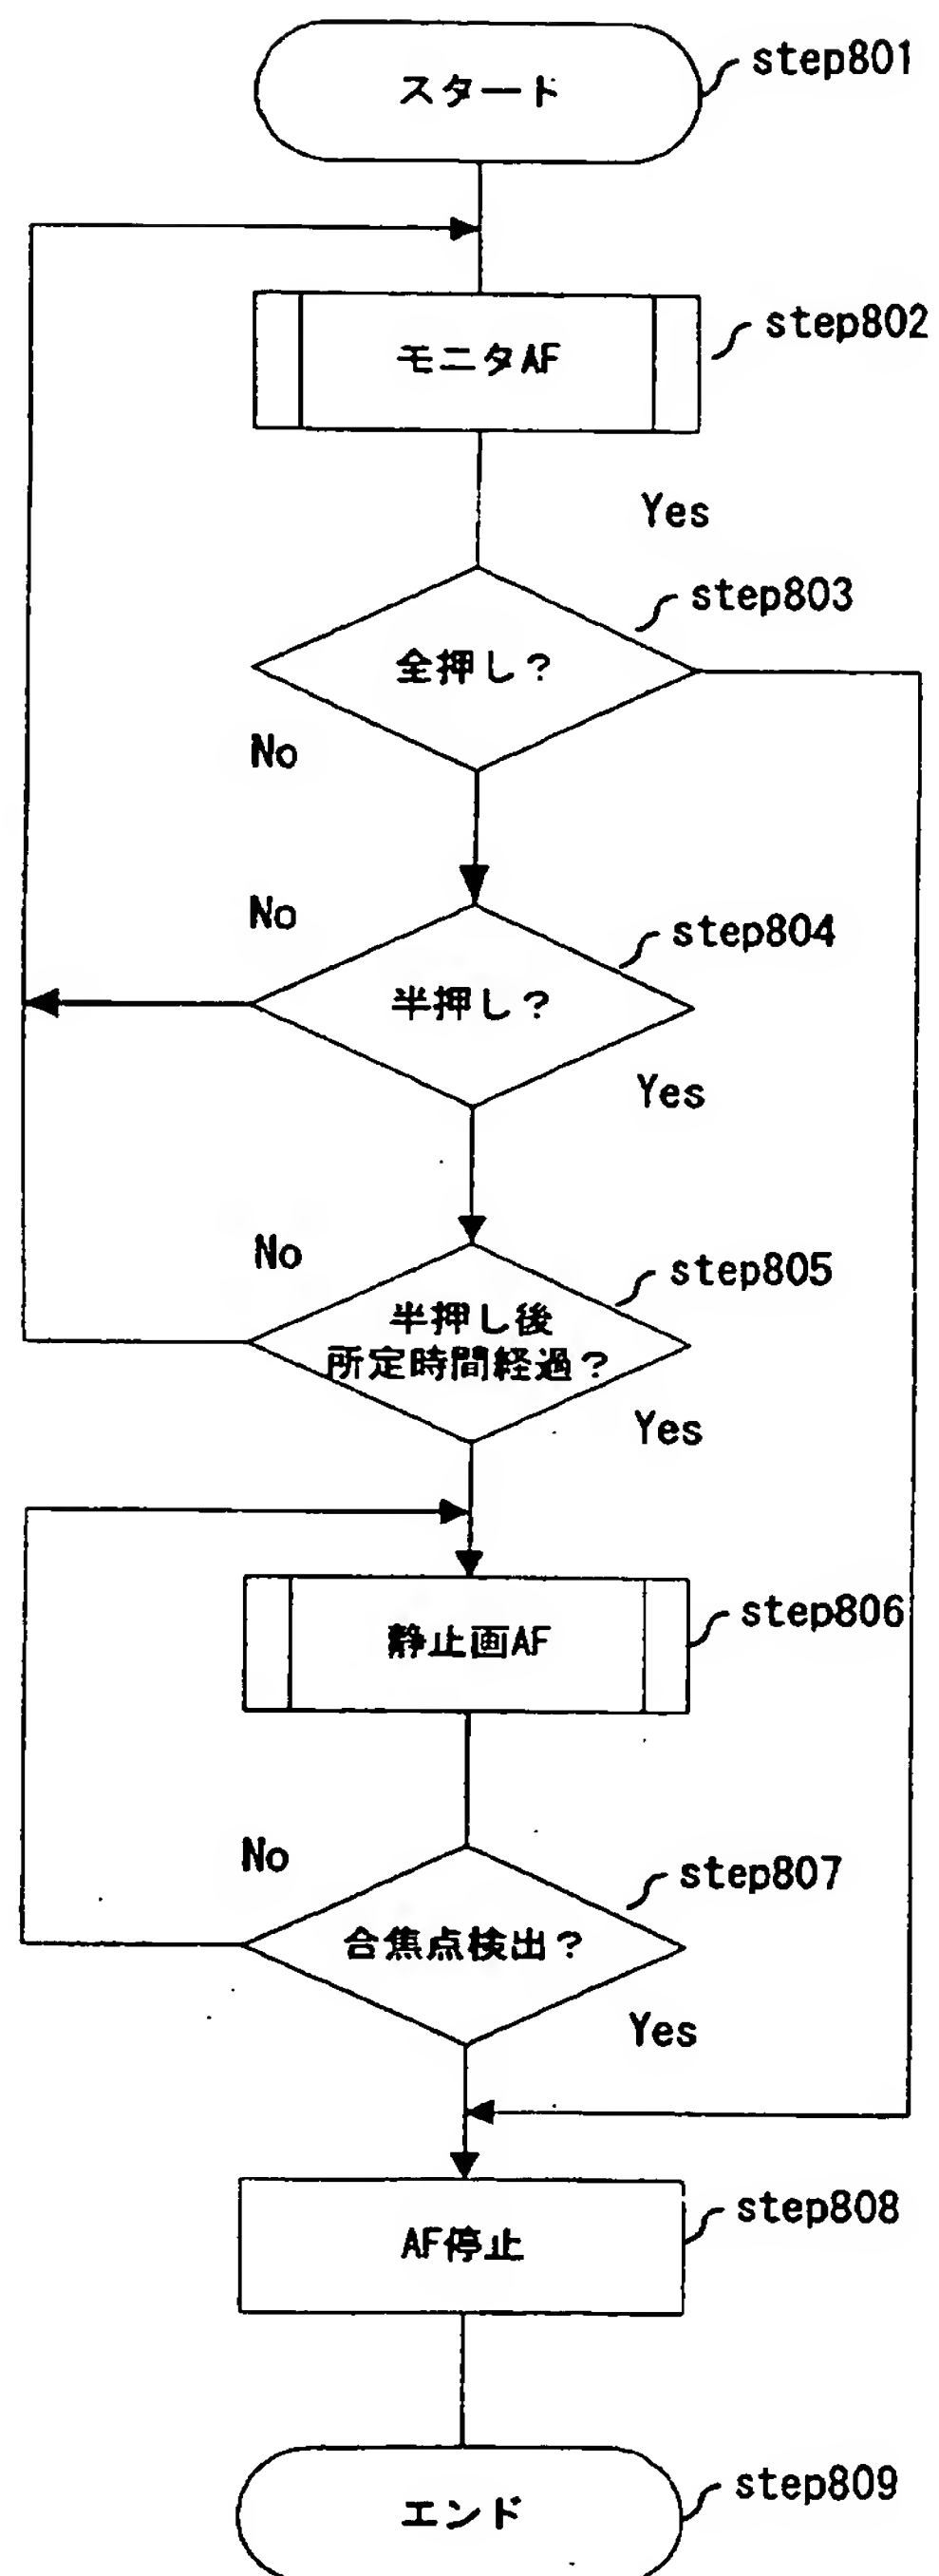 スタート
step801
モニタAF
step802
Yes
step803
全押し?
No
No
step804
半押し?
Yes
No
step805
半押し後
所定時間経過?
Yes
静止画AF
step806
No
step807
合焦点検出?
Yes
AF停止
step808
エンド
step809